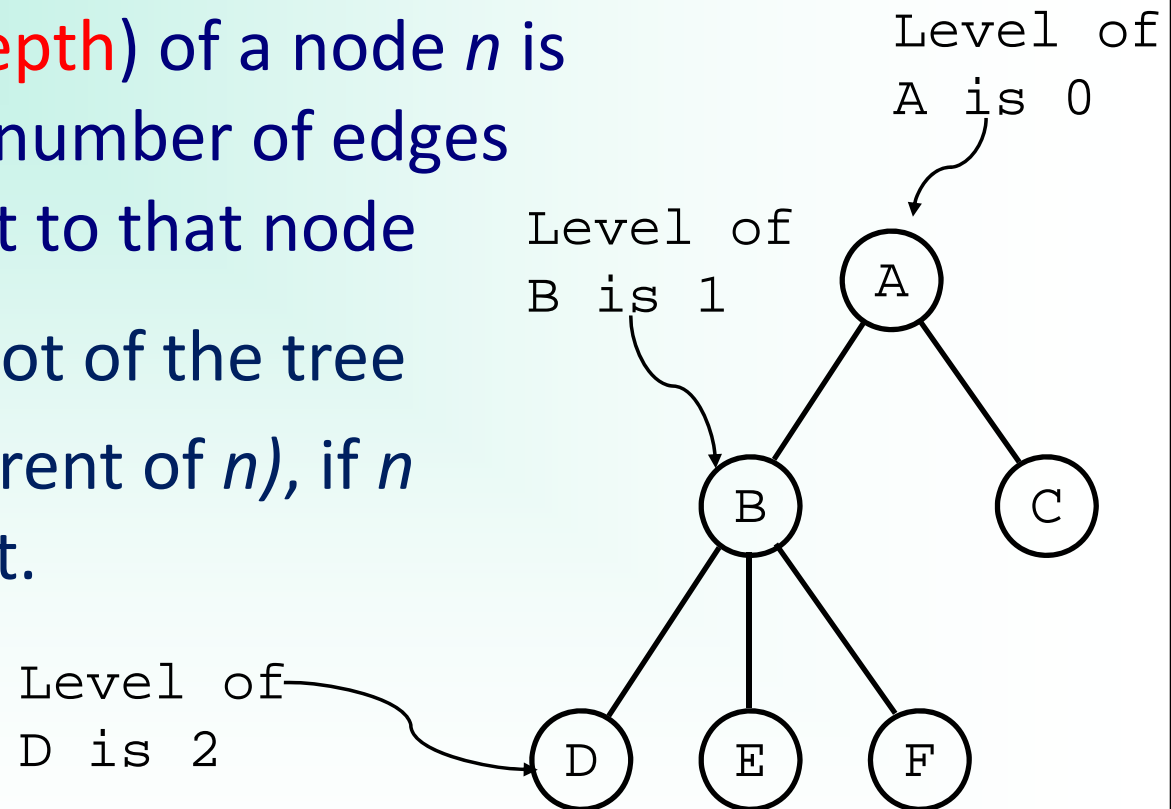 epth) of a node n is
number of edges
t to that node
ot of the tree
rent of n), if n
t.
Level of
A is 0
Level of
B is 1
A
B
C
Level of
D is 2
D
E
F